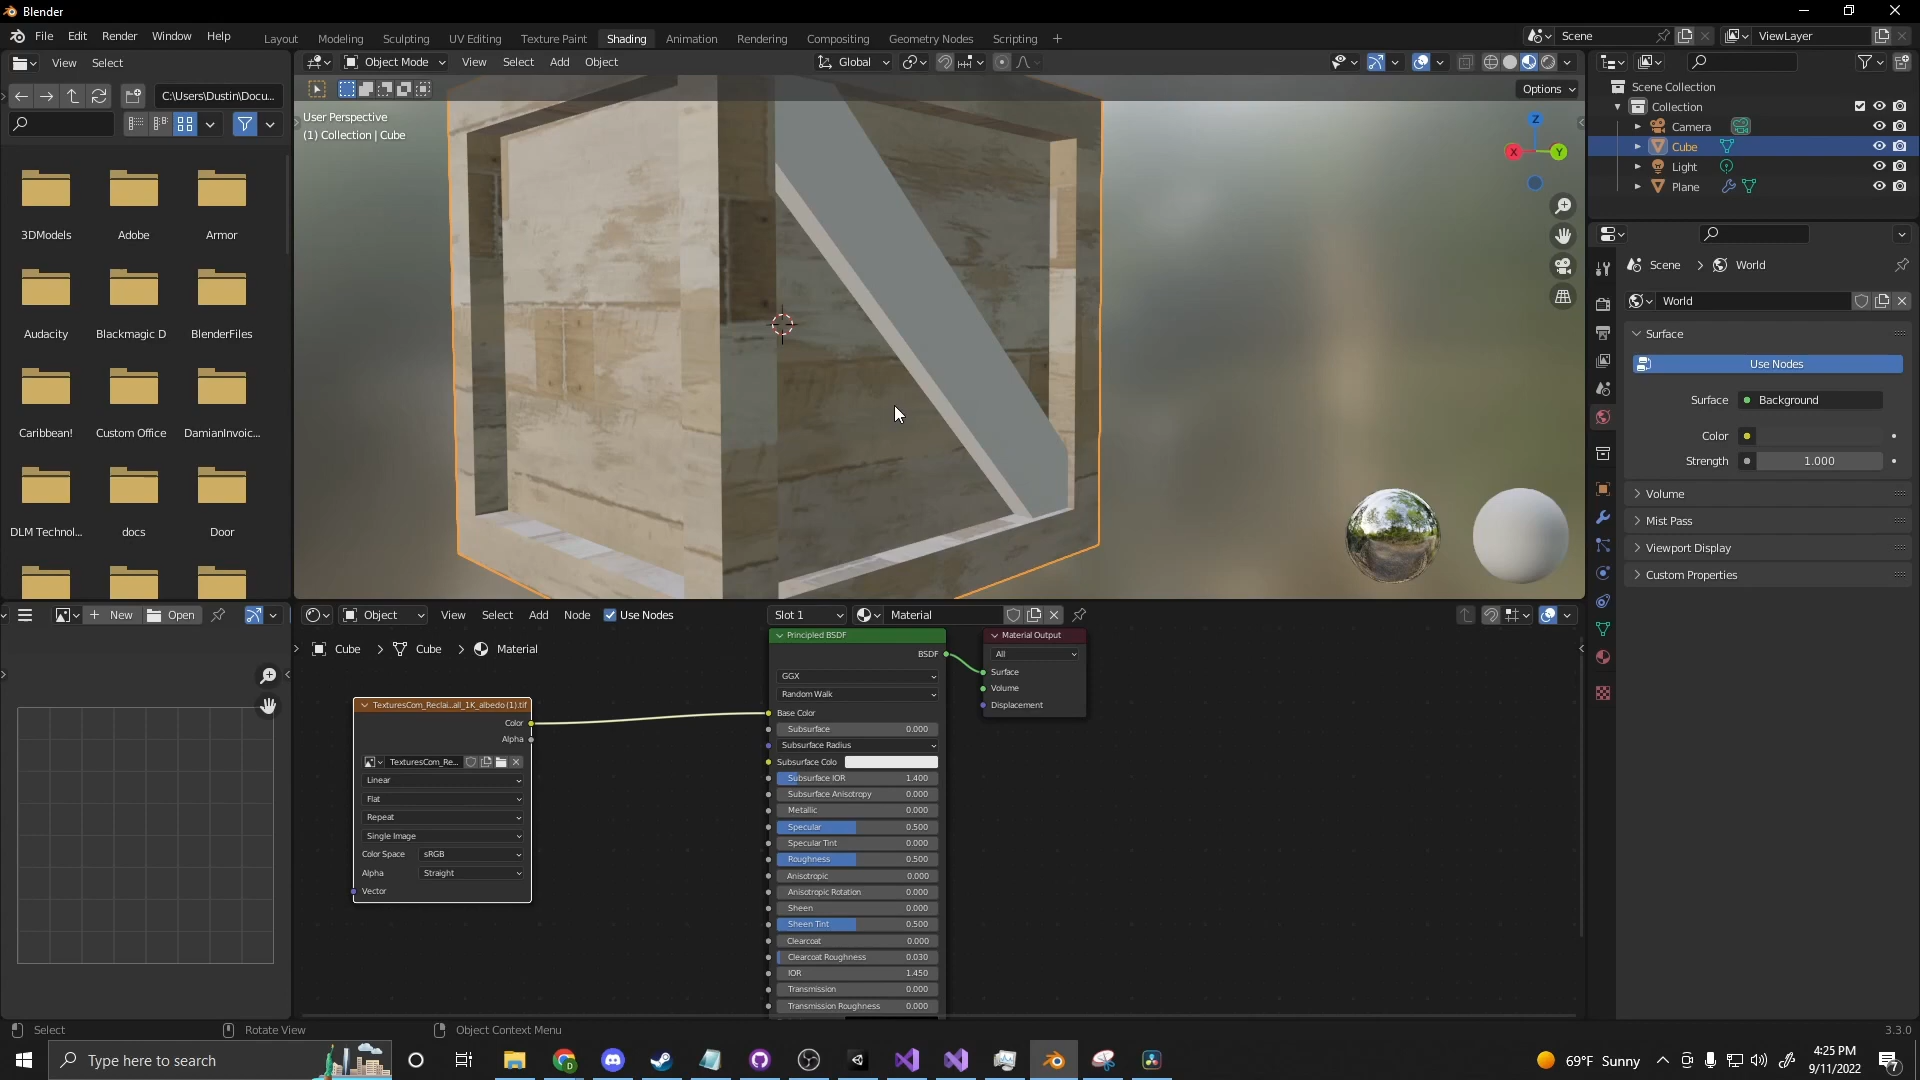 Blender
File Edit Render Window Help
Layout Modeling Sculpting UV Editing Texture Paint Shading Animation Rendering Compositing Geometry Nodes Scripting +
Scene
ViewLayer
View Select
Object Mode View Select Add Object
Global
Options
C:\Users\Dustin\Docu...
User Perspective
(1) Collection | Cube
Z
X
Y
3DModels Adobe Armor
Audacity Blackmagic D BlenderFiles
Caribbean! Custom Office DamianInvoic...
DLM Technol... docs Door
Scene Collection
Collection
Camera
Cube
Light
Plane
Scene > World
World
Surface
Use Nodes
Surface Background
Color
Strength 1.000
Volume
Mist Pass
Viewport Display
Custom Properties
+ New Open
Object View Select Add Node Use Nodes
Slot 1 Material
Cube > Cube > Material
TexturesCom_Reclai...all_1K_albedo (1).tif
Color
Alpha
TexturesCom_Re...
Linear
Flat
Repeat
Single Image
Color Space sRGB
Alpha Straight
Vector
Principled BSDF
BSDF
GGX
Random Walk
Base Color
Subsurface 0.000
Subsurface Radius
Subsurface Colo
Subsurface IOR 1.400
Subsurface Anisotropy 0.000
Metallic 0.000
Specular 0.500
Specular Tint 0.000
Roughness 0.500
Anisotropic 0.000
Anisotropic Rotation 0.000
Sheen 0.000
Sheen Tint 0.500
Clearcoat 0.000
Clearcoat Roughness 0.030
IOR 1.450
Transmission 0.000
Transmission Roughness 0.000
Material Output
All
Surface
Volume
Displacement
Select Rotate View Object Context Menu
3.3.0
Type here to search
69°F Sunny
4:25 PM
9/11/2022
7